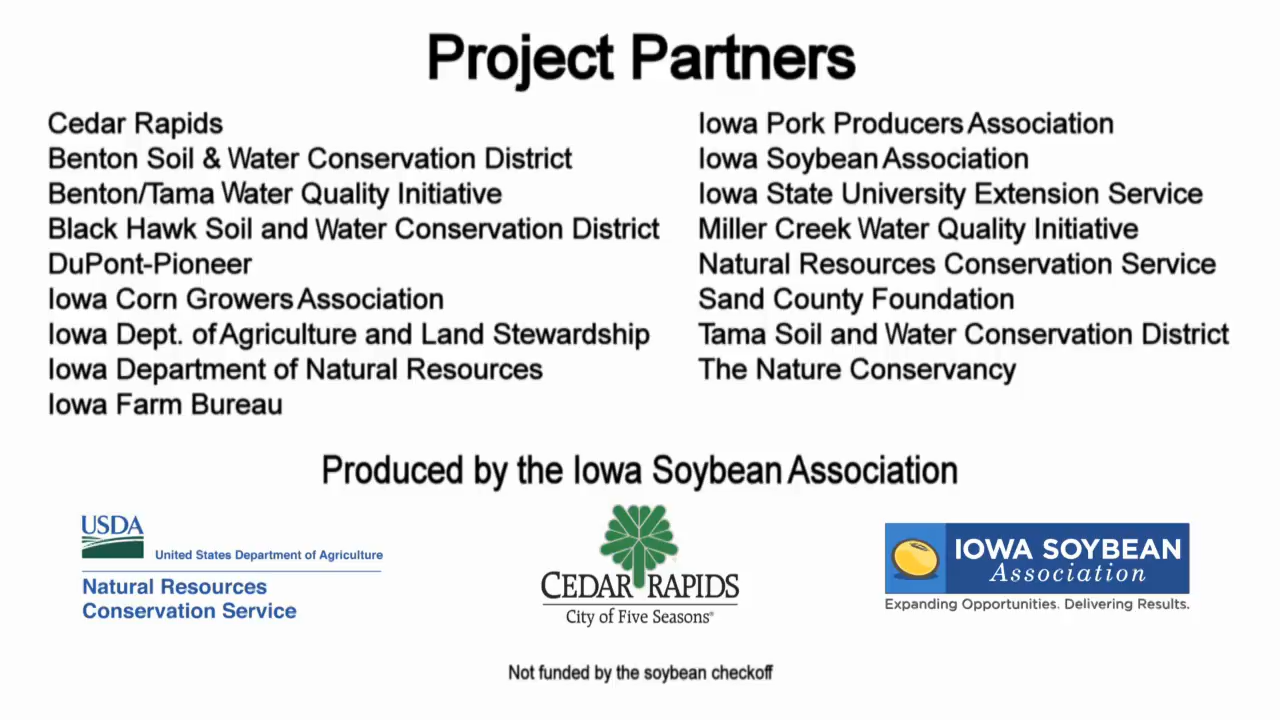 Project Partners
Cedar Rapids
Benton Soil & Water Conservation District
Benton/Tama Water Quality Initiative
Black Hawk Soil and Water Conservation District
DuPont-Pioneer
Iowa Corn Growers Association
Iowa Dept. of Agriculture and Land Stewardship
Iowa Department of Natural Resources
Iowa Farm Bureau
Iowa Pork Producers Association
Iowa Soybean Association
Iowa State University Extension Service
Miller Creek Water Quality Initiative
Natural Resources Conservation Service
Sand County Foundation
Tama Soil and Water Conservation District
The Nature Conservancy
Produced by the Iowa Soybean Association
USDA
United States Department of Agriculture
Natural Resources
Conservation Service
CEDAR RAPIDS
City of Five Seasons®
IOWA SOYBEAN
Association
Expanding Opportunities. Delivering Results.
Not funded by the soybean checkoff